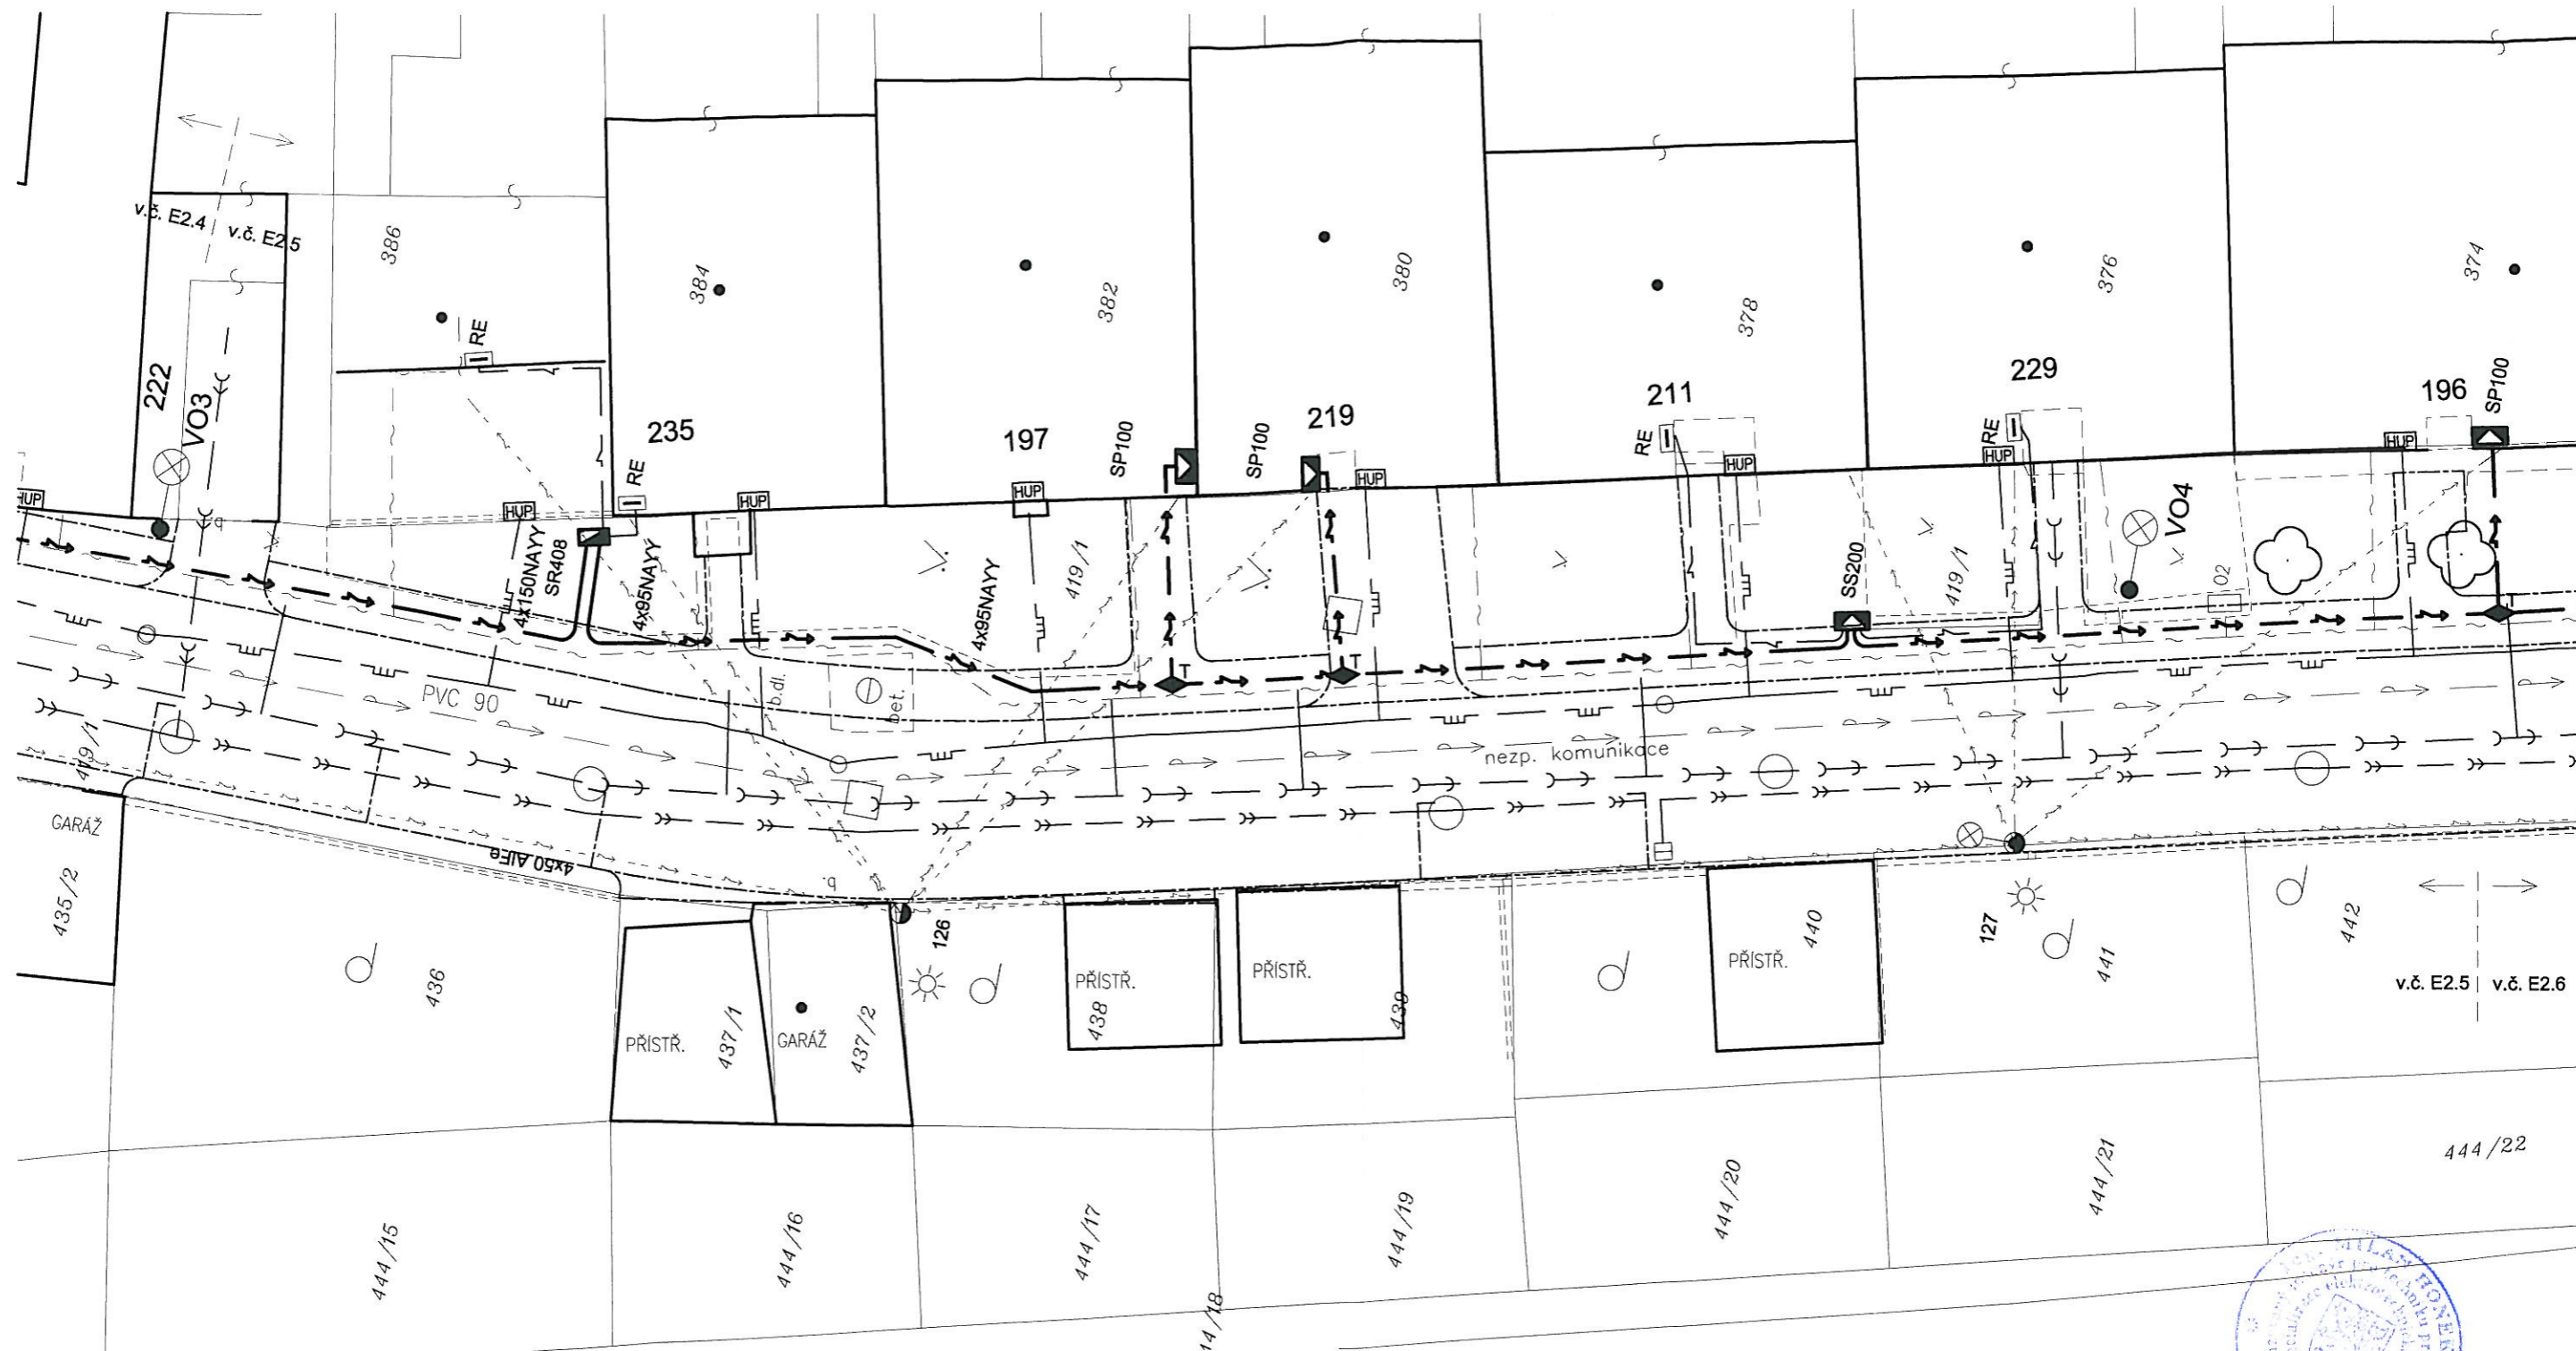 v.č. E2.4
v.č. E2.5
386
384
382
380
378
376
374
222
VO3
RE
235
RE
197
SP100
SP100
219
211
RE
229
RE
196
SP100
HUP
HUP
HUP
HUP
HUP
HUP
HUP
HUP
4x150NAYY
SR408
4x95NAYY
4x95NAYY
419/1
SS200
419/1
VO4
02
T
T
T
PVC 90
b.dl.
bet.
nezp. komunikace
419/1
GARÁŽ
435/2
4x50 AlFe
b.
436
126
PŘÍSTŘ.
437/1
GARÁŽ
437/2
PŘÍSTŘ.
438
PŘÍSTŘ.
439
PŘÍSTŘ.
440
127
441
442
v.č. E2.5
v.č. E2.6
444/15
444/16
444/17
444/18
444/19
444/20
444/21
444/22
MILAN HONĚK